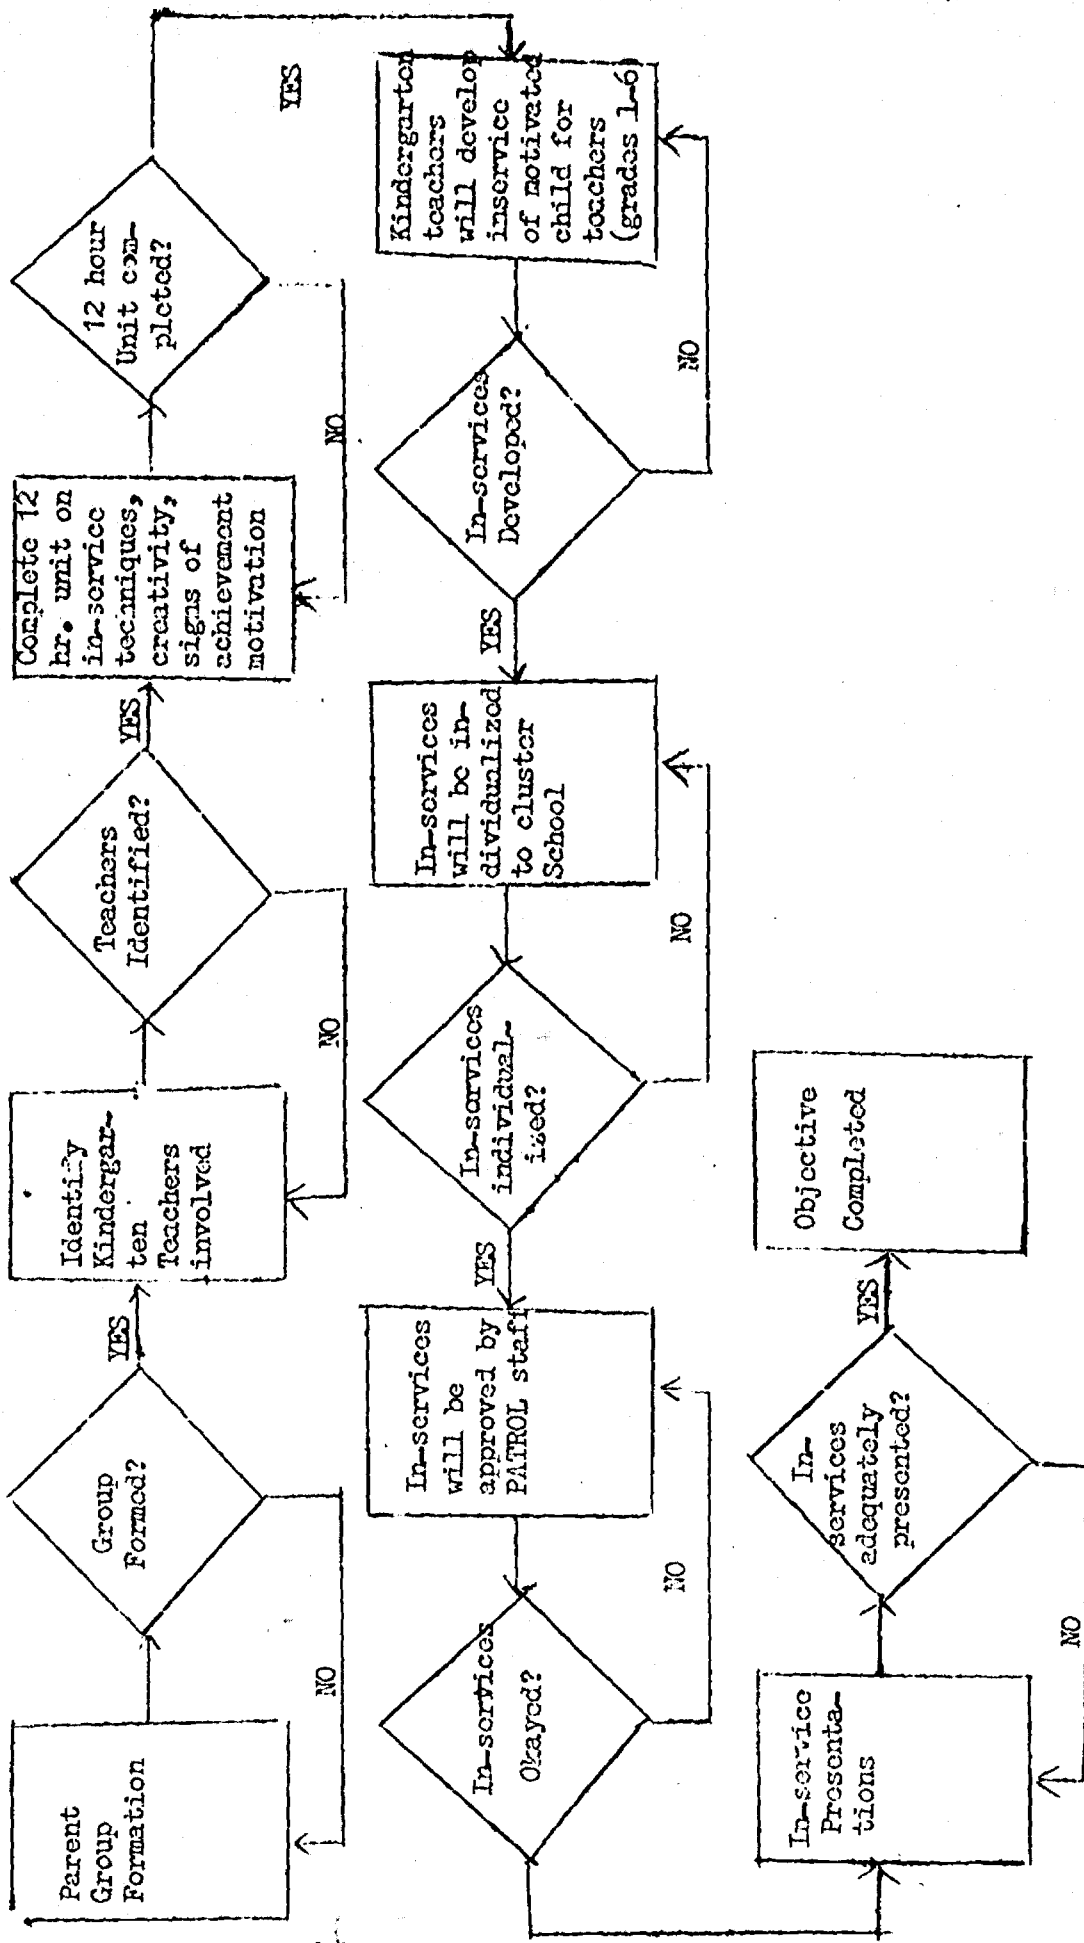 Parent
Group
Formation
NO
Group
Formed?
YES
Identify
Kindergar-
ten
Teachers
involved
NO
Teachers
Identified?
YES
Complete 12
hr. unit on
in-service
techniques,
creativity,
signs of
achievement
motivation
NO
12 hour
Unit com-
pleted?
YES
Kindergarten
teachers
will develop
inservice
of motivated
child for
teachers
(grades 1-6)
NO
In-services
Developed?
YES
In-services
will be in-
dividualized
to cluster
School
NO
In-services
individual-
ized?
YES
In-services
will be
approved by
PATROL staff
NO
In-services
Okayed?
In-service
Presenta-
tions
NO
In-
services
adequately
presented?
YES
Objective
Completed